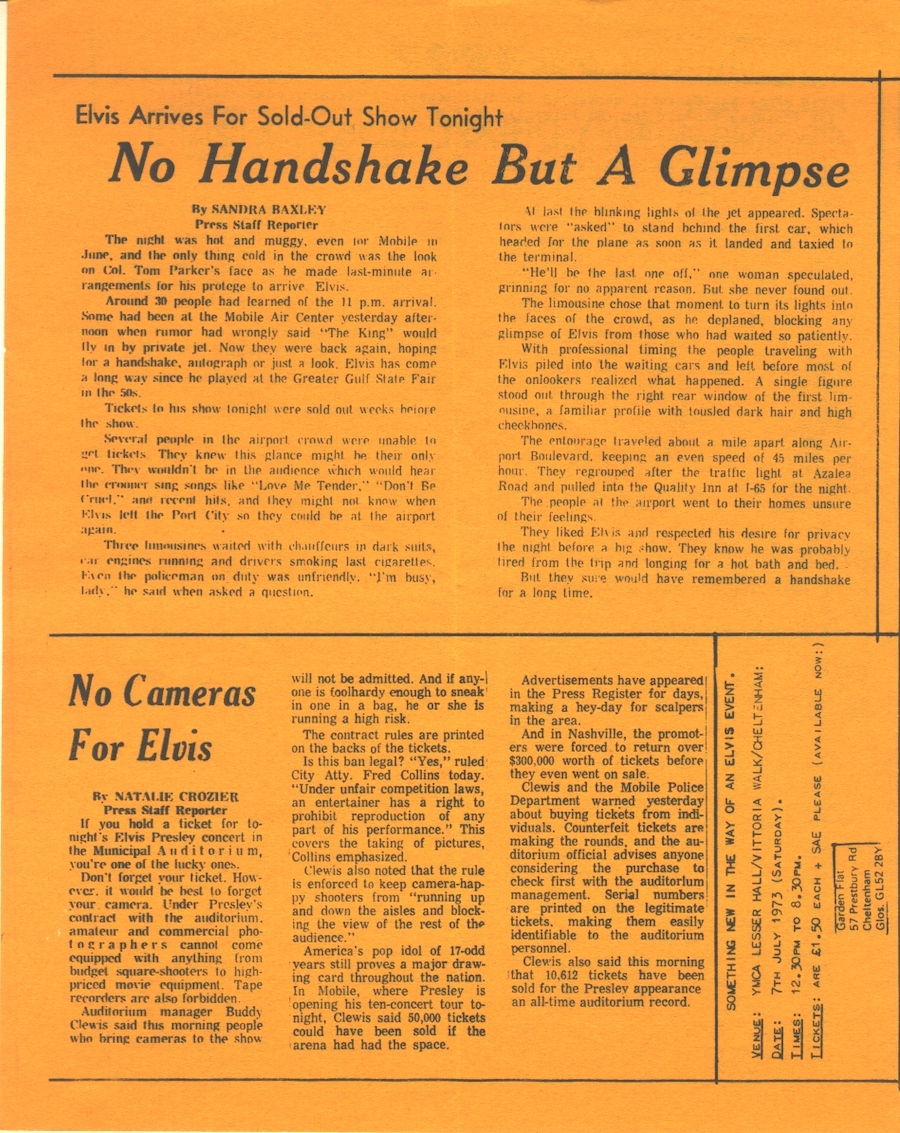 Elvis Arrives For Sold-Out Show Tonight
No Handshake But A Glimpse
By SANDRA BAXLEY
Press Staff Reporter
The night was hot and muggy, even for Mobile in
June, and the only thing cold in the crowd was the look
on Col. Tom Parker's face as he made last-minute ar-
rangements for his protege to arrive, Elvis.
Around 30 people had learned of the 11 p.m. arrival.
Some had been at the Mobile Air Center yesterday after-
noon when rumor had wrongly said "The King" would
fly in by private jet. Now they were back again, hoping
for a handshake, autograph or just a look. Elvis has come
a long way since he played at the Greater Gulf State Fair
in the 50s.
Tickets to his show tonight were sold out weeks before
the show.
Several people in the airport crowd were unable to
get tickets. They knew this glance might be their only
one. They wouldn't be in the audience which would hear
the crooner sing songs like "Love Me Tender," "Don't Be
Cruel," and recent hits, and they might not know when
Elvis left the Port City so they could be at the airport
again.
Three limousines waited with chauffeurs in dark suits,
car engines running and drivers smoking last cigarettes.
Even the policeman on duty was unfriendly. "I'm busy,
lady," he said when asked a question.
At last the blinking lights of the jet appeared. Specta-
tors were "asked" to stand behind the first car, which
headed for the plane as soon as it landed and taxied to
the terminal.
"He'll be the last one off," one woman speculated,
grinning for no apparent reason. But she never found out.
The limousine chose that moment to turn its lights into
the faces of the crowd, as he deplaned, blocking any
glimpse of Elvis from those who had waited so patiently.
With professional timing the people traveling with
Elvis piled into the waiting cars and left before most of
the onlookers realized what happened. A single figure
stood out through the right rear window of the first lim-
ousine, a familiar profile with tousled dark hair and high
cheekbones.
The entourage traveled about a mile apart along Air-
port Boulevard, keeping an even speed of 45 miles per
hour. They regrouped after the traffic light at Azalea
Road and pulled into the Quality Inn at I-65 for the night.
The people at the airport went to their homes unsure
of their feelings.
They liked Elvis and respected his desire for privacy
the night before a big show. They know he was probably
tired from the trip and longing for a hot bath and bed.
But they sure would have remembered a handshake
for a long time.
No Cameras
For Elvis
By NATALIE CROZIER
Press Staff Reporter
If you hold a ticket for to-
night's Elvis Presley concert in
the Municipal Auditorium,
you're one of the lucky ones.
Don't forget your ticket. How-
ever, it would be best to forget
your camera. Under Presley's
contract with the auditorium,
amateur and commercial pho-
tographers cannot come
equipped with anything from
budget square-shooters to high-
priced movie equipment. Tape
recorders are also forbidden.
Auditorium manager Buddy
Clewis said this morning people
who bring cameras to the show
will not be admitted. And if any-
one is foolhardy enough to sneak
in one in a bag, he or she is
running a high risk.
The contract rules are printed
on the backs of the tickets.
Is this ban legal? "Yes," ruled
City Atty. Fred Collins today.
"Under unfair competition laws,
an entertainer has a right to
prohibit reproduction of any
part of his performance." This
covers the taking of pictures,
Collins emphasized.
Clewis also noted that the rule
is enforced to keep camera-hap-
py shooters from "running up
and down the aisles and block-
ing the view of the rest of the
audience."
America's pop idol of 17-odd
years still proves a major draw-
ing card throughout the nation.
In Mobile, where Presley is
opening his ten-concert tour to-
night, Clewis said 50,000 tickets
could have been sold if the
arena had had the space.
Advertisements have appeared
in the Press Register for days,
making a hey-day for scalpers
in the area.
And in Nashville, the promot-
ers were forced to return over
$300,000 worth of tickets before
they even went on sale.
Clewis and the Mobile Police
Department warned yesterday
about buying tickets from indi-
viduals. Counterfeit tickets are
making the rounds, and the au-
ditorium official advises anyone
considering the purchase to
check first with the auditorium
management. Serial numbers
are printed on the legitimate
tickets, making them easily
identifiable to the auditorium
personnel.
Clewis also said this morning
that 10,612 tickets have been
sold for the Presley appearance
an all-time auditorium record.
SOMETHING NEW IN THE WAY OF AN ELVIS EVENT.
VENUE: YMCA LESSER HALL/VITTORIA WALK/CHELTENHAM:
DATE: 7TH JULY 1973 (SATURDAY).
TIMES: 12.30PM TO 8.30PM.
TICKETS: ARE £1.50 EACH + SAE PLEASE (AVAILABLE NOW:)
Garden Flat
57 Prestbury Rd
Cheltenham
Glos. GL52 2BY